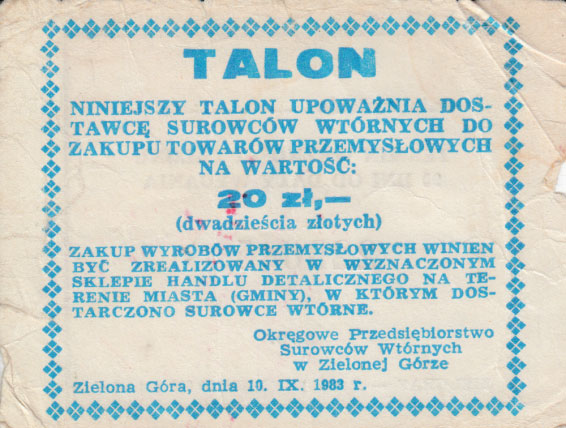 TALON
NINIEJSZY TALON UPOWAŻNIA DOS-
TAWCĘ SUROWCÓW WTÓRNYCH DO
ZAKUPU TOWARÓW PRZEMYSŁOWYCH
NA WARTOŚĆ:
20 zł,—
(dwadzieścia złotych)
ZAKUP WYROBÓW PRZEMYSŁOWYCH WINIEN
BYĆ ZREALIZOWANY W WYZNACZONYM
SKLEPIE HANDLU DETALICZNEGO NA TE-
RENIE MIASTA (GMINY), W KTÓRYM DOS-
TARCZONO SUROWCE WTÓRNE.
Okręgowe Przedsiębiorstwo
Surowców Wtórnych
w Zielonej Górze
Zielona Góra, dnia 10. IX. 1983 r.